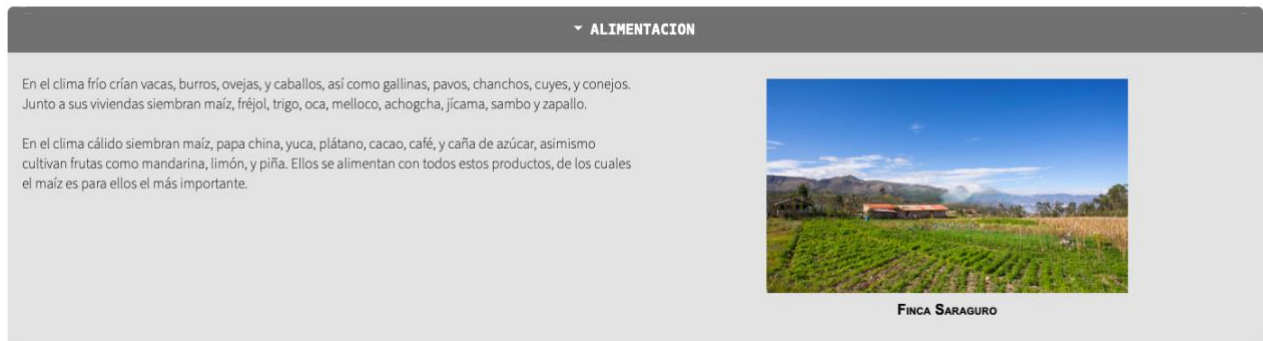 ALIMENTACION
En el clima frío crían vacas, burros, ovejas, y caballos, así como gallinas, pavos, chanchos, cuyes, y conejos.
Junto a sus viviendas siembran maíz, fréjol, trigo, oca, melloco, achogcha, jícama, sambo y zapallo.
En el clima cálido siembran maíz, papa china, yuca, plátano, cacao, café, y caña de azúcar, asimismo
cultivan frutas como mandarina, limón, y piña. Ellos se alimentan con todos estos productos, de los cuales
el maíz es para ellos el más importante.
Finca Saraguro